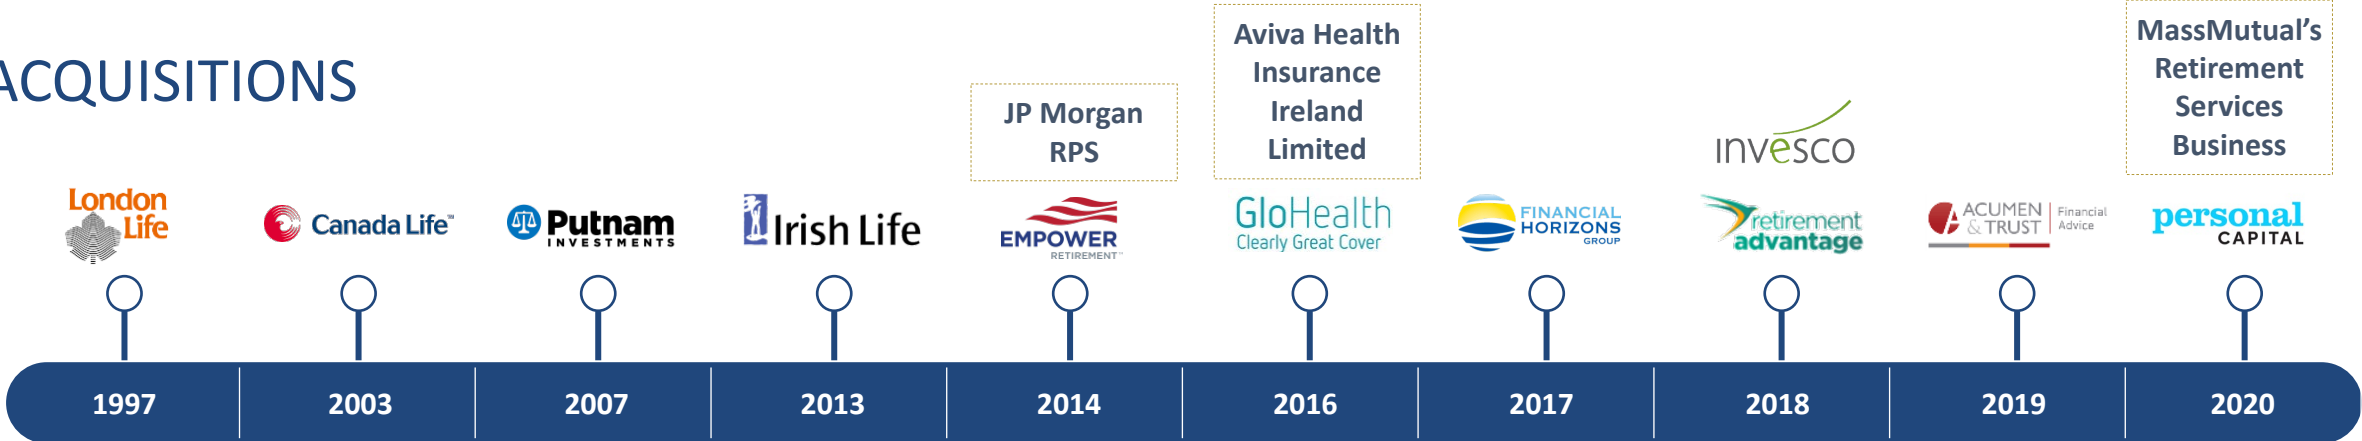 ACQUISITIONS
London
Life
Canada Life™
Putnam
INVESTMENTS
Irish Life
JP Morgan
RPS
EMPOWER
RETIREMENT™
Aviva Health
Insurance
Ireland
Limited
GloHealth
Clearly Great Cover
FINANCIAL
HORIZONS
GROUP
Invesco
retirement
advantage
ACUMEN
& TRUST
Financial
Advice
MassMutual’s
Retirement
Services
Business
personal
CAPITAL
1997
2003
2007
2013
2014
2016
2017
2018
2019
2020